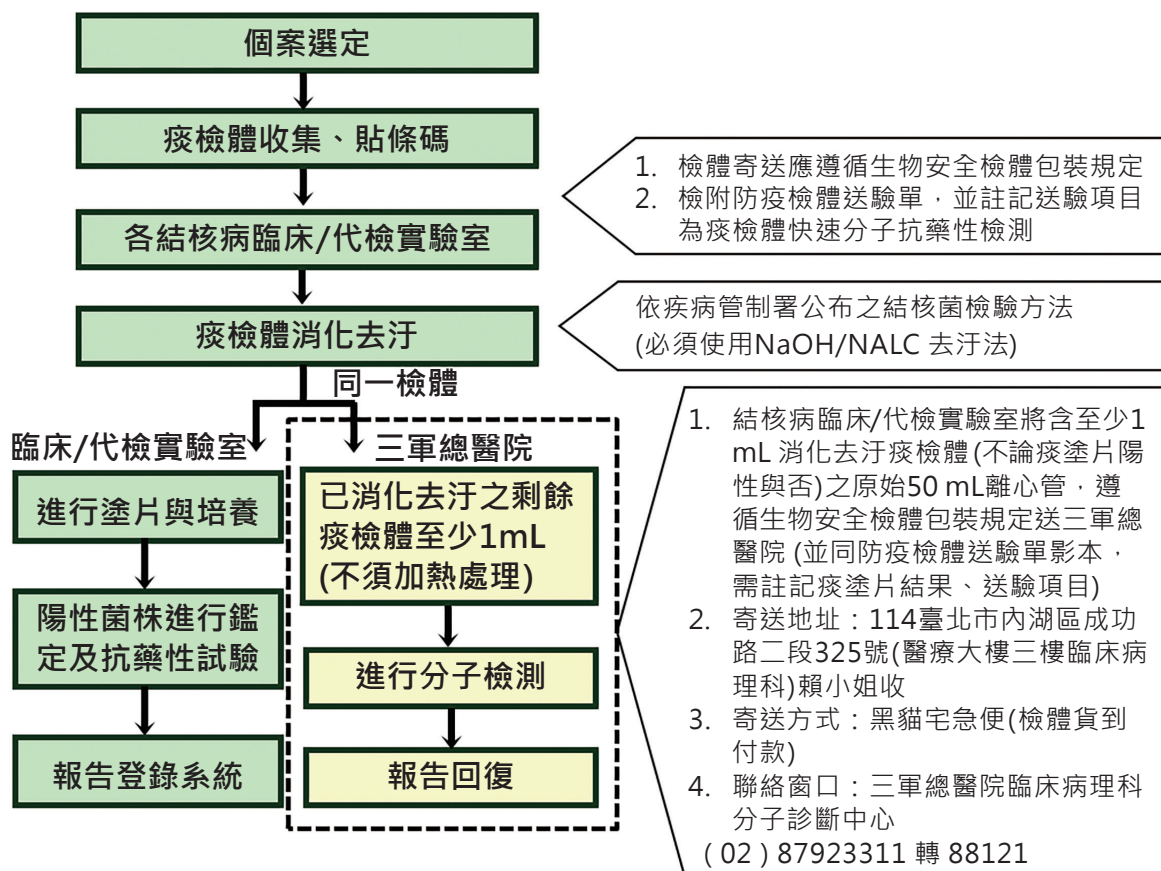 個案選定
痰檢體收集、貼條碼
各結核病臨床/代檢實驗室
痰檢體消化去汙
1. 檢體寄送應遵循生物安全檢體包裝規定
2. 檢附防疫檢體送驗單，並註記送驗項目
為痰檢體快速分子抗藥性檢測
依疾病管制署公布之結核菌檢驗方法
(必須使用NaOH/NALC 去汙法)
同一檢體
臨床/代檢實驗室
進行塗片與培養
陽性菌株進行鑑
定及抗藥性試驗
報告登錄系統
三軍總醫院
已消化去汙之剩餘
痰檢體至少1mL
(不須加熱處理)
進行分子檢測
報告回復
1. 結核病臨床/代檢實驗室將含至少1
mL 消化去汙痰檢體(不論痰塗片陽
性與否)之原始50 mL離心管，遵
循生物安全檢體包裝規定送三軍總
醫院 (並同防疫檢體送驗單影本，
需註記痰塗片結果、送驗項目)
2. 寄送地址：114臺北市內湖區成功
路二段325號(醫療大樓三樓臨床病
理科)賴小姐收
3. 寄送方式：黑貓宅急便(檢體貨到
付款)
4. 聯絡窗口：三軍總醫院臨床病理科
分子診斷中心
( 02 ) 87923311 轉 88121